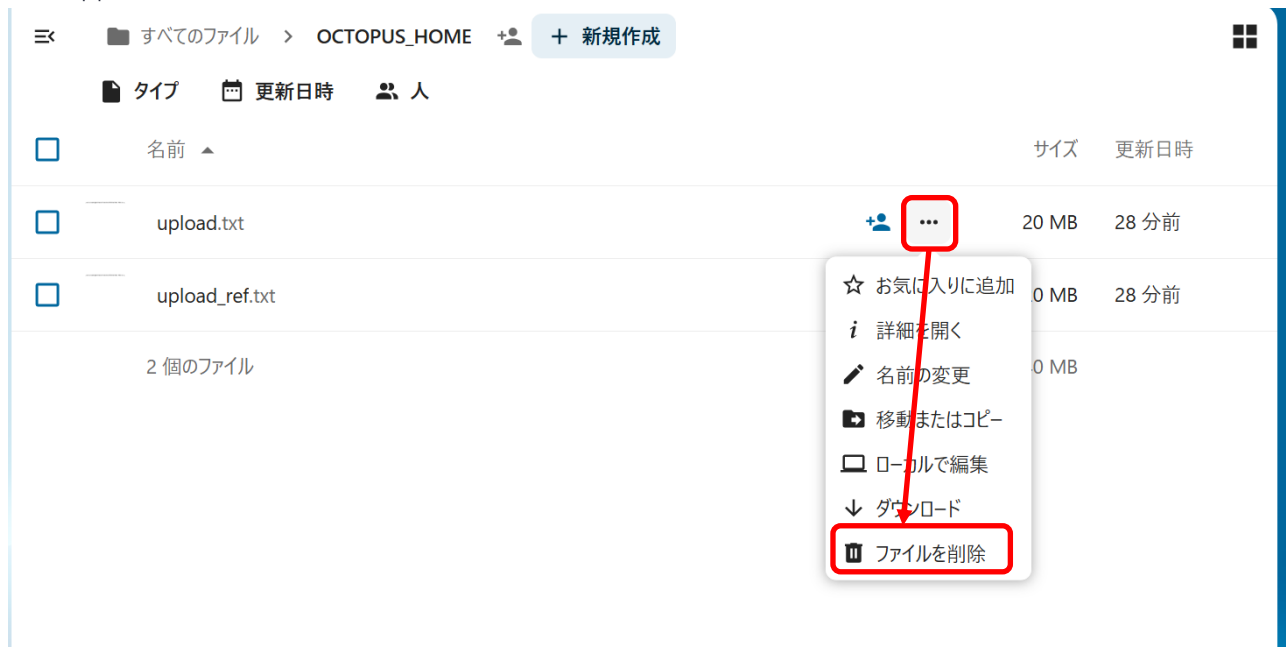 すべてのファイル > OCTOPUS_HOME + 新規作成
タイプ 更新日時 人
名前 サイズ 更新日時
upload.txt 20 MB 28 分前
upload_ref.txt 0 MB 28 分前
2 個のファイル 0 MB
お気に入りに追加
詳細を開く
名前の変更
移動またはコピー
ローカルで編集
ダウンロード
ファイルを削除